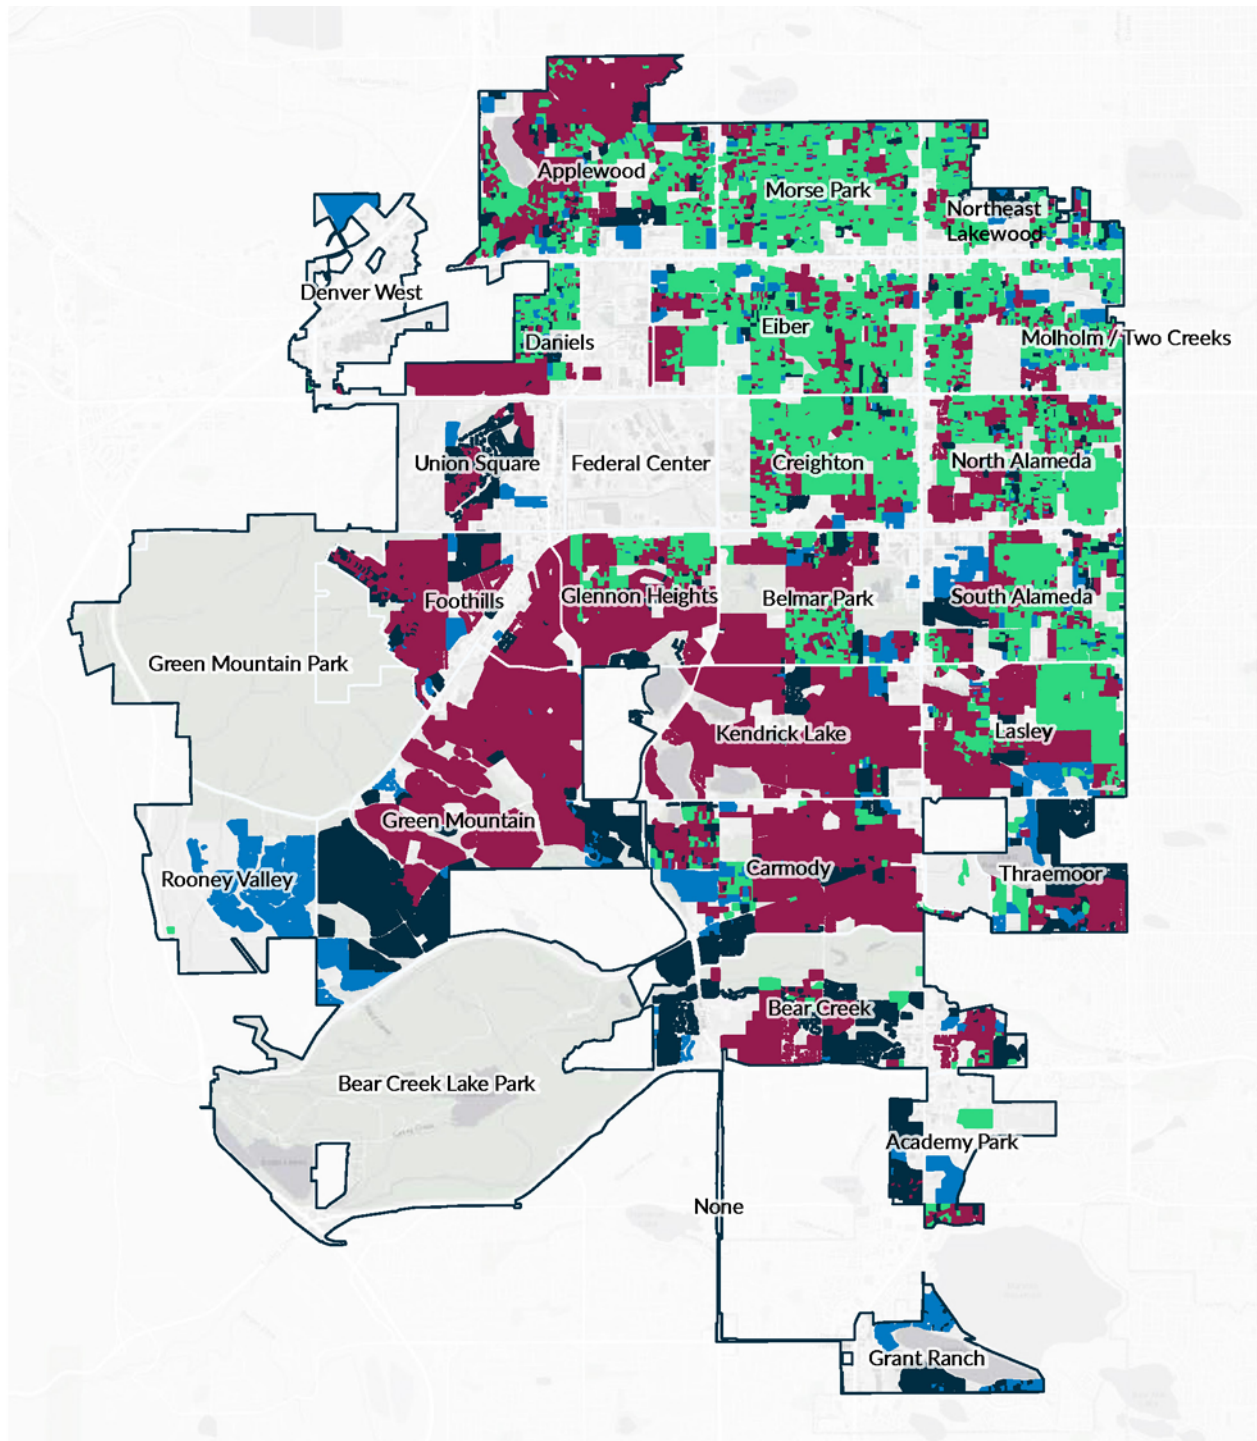 Applewood
Morse Park
Northeast
Lakewood
Denver West
Eiber
Daniels
Molholm / Two Creeks
Union Square
Federal Center
Creighton
North Alameda
Foothills
Glennon Heights
Belmar Park
South Alameda
Green Mountain Park
Kendrick Lake
Lasley
Green Mountain
Carmody
Rooney Valley
Thraemoor
Bear Creek
Bear Creek Lake Park
Academy Park
None
Grant Ranch